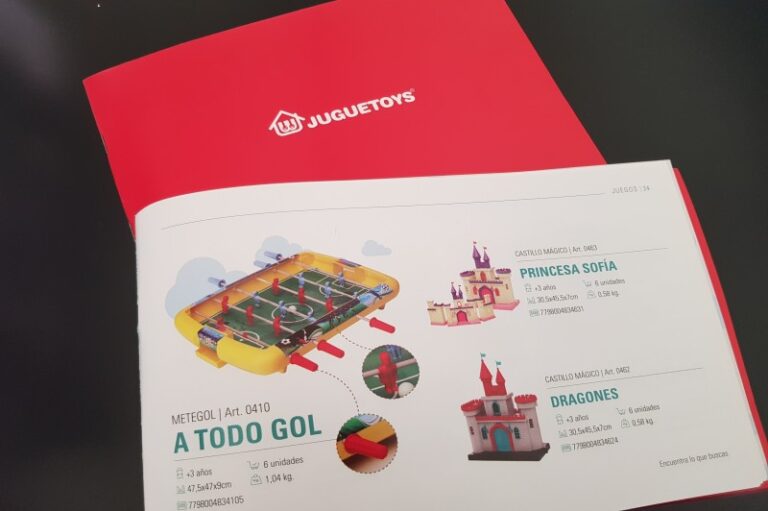 JUGUETOYS
JUEGOS | 34
CASTILLO MÁGICO | Art. 0463
PRINCESA SOFÍA
+3 años
6 unidades
30,5x45,5x7cm
0,58 kg.
7798004834631
METEGOL | Art. 0410
A TODO GOL
+3 años
6 unidades
47,5x47x9cm
1,04 kg.
7798004834105
CASTILLO MÁGICO | Art. 0462
DRAGONES
+3 años
6 unidades
30,5x45,5x7cm
0,58 kg.
7798004834624
Encuentra lo que buscas.